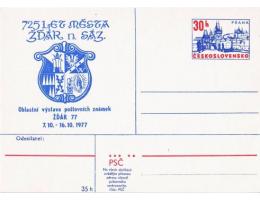 725 LET MĚSTA
ŽĎÁR n. SÁZ.
PRAHA
30 h
ČESKOSLOVENSKO
Oblastní výstava poštovních známek
ŽĎÁR 77
7.10. - 16.10.1977
Odesílatel:
PSČ
35 h